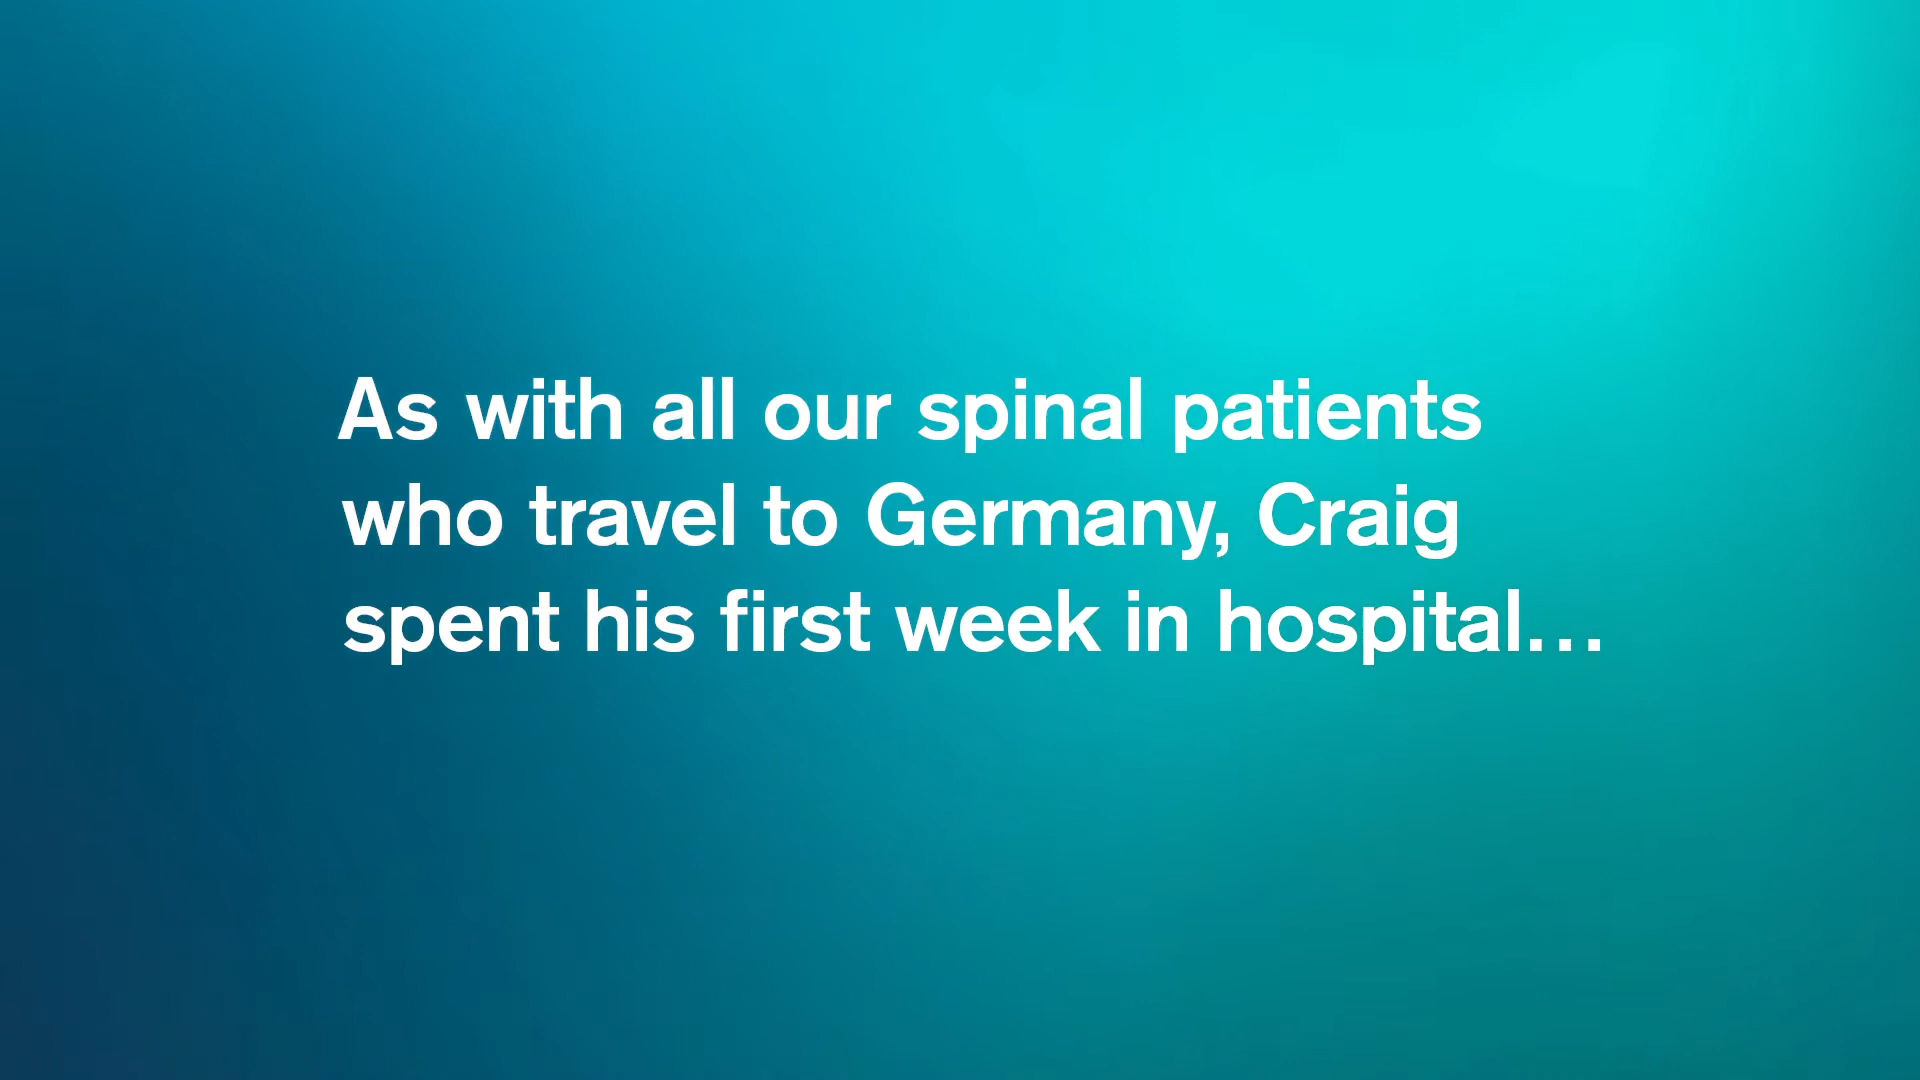 As with all our spinal patients
who travel to Germany, Craig
spent his first week in hospital…